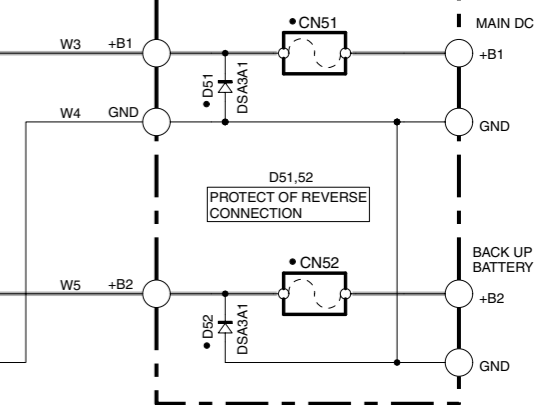 • CN51
MAIN DC
W3 +B1
+B1
• D51
DSA3A1
W4 GND
GND
D51,52
PROTECT OF REVERSE
CONNECTION
• CN52
BACK UP
BATTERY
W5 +B2
+B2
• D52
DSA3A1
GND